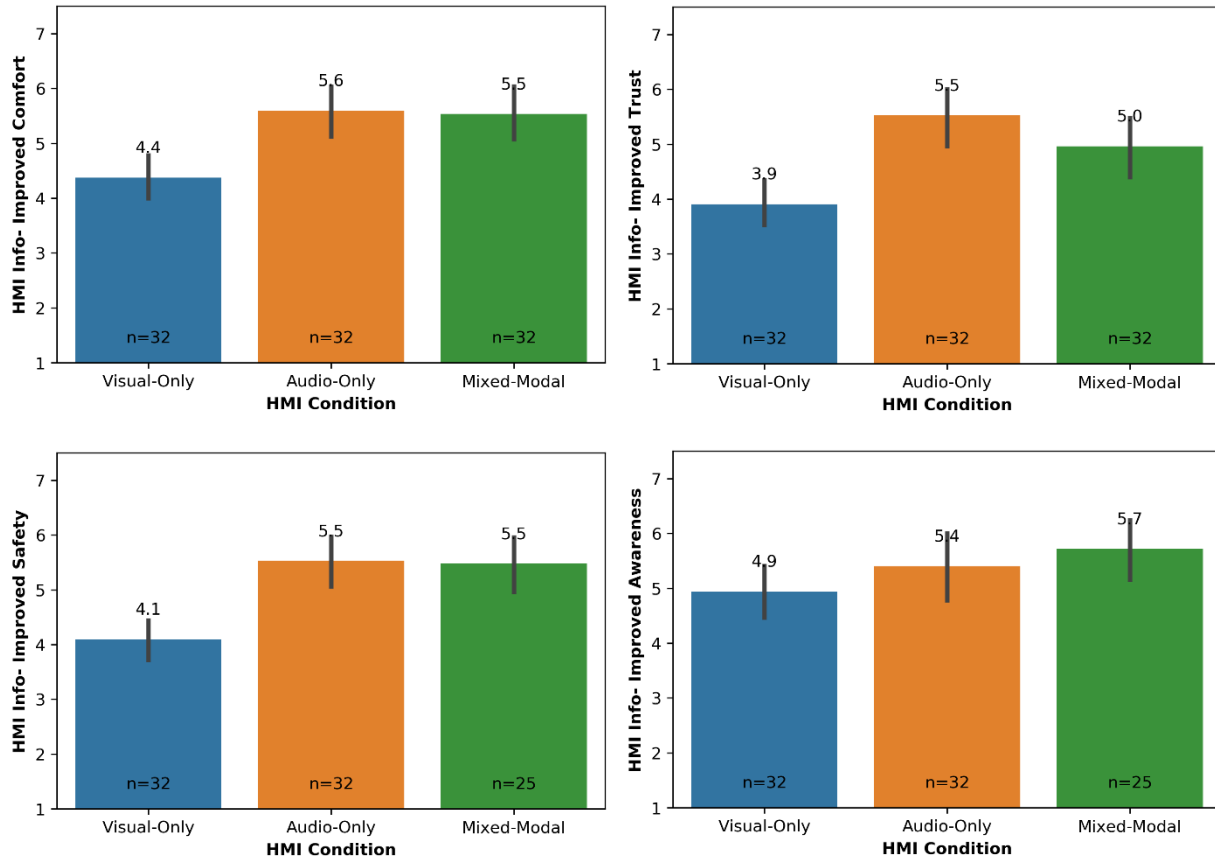 HMI Info- Improved Comfort
7
6
5
4
3
2
1
4.4
5.6
5.5
n=32
n=32
n=32
Visual-Only
Audio-Only
Mixed-Modal
HMI Condition
HMI Info- Improved Trust
7
6
5
4
3
2
1
3.9
5.5
5.0
n=32
n=32
n=32
Visual-Only
Audio-Only
Mixed-Modal
HMI Condition
HMI Info- Improved Safety
7
6
5
4
3
2
1
4.1
5.5
5.5
n=32
n=32
n=25
Visual-Only
Audio-Only
Mixed-Modal
HMI Condition
HMI Info- Improved Awareness
7
6
5
4
3
2
1
4.9
5.4
5.7
n=32
n=32
n=25
Visual-Only
Audio-Only
Mixed-Modal
HMI Condition